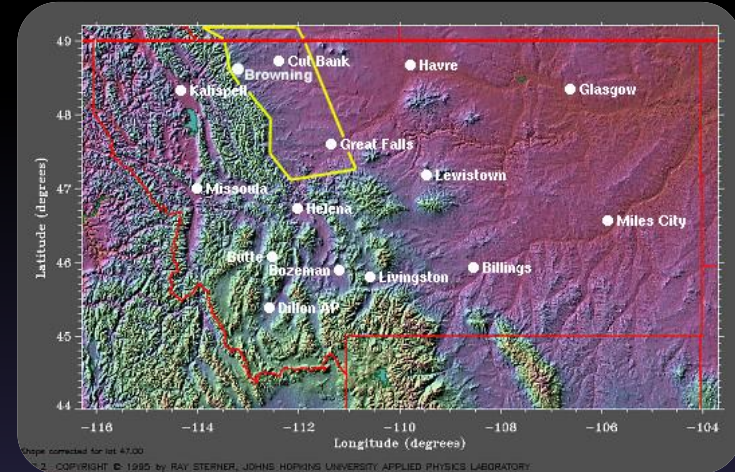 49
Cut Bank
Havre
Browning
Kalispell
Glasgow
48
Great Falls
Lewistown
47
Missoula
Helena
Miles City
Latitude (degrees)
46
Butte
Bozeman
Livingston
Billings
Dillon AP
45
44
-116
-114
-112
-110
-108
-106
-104
Longitude (degrees)
Shape corrected for lat 47.00
2 COPYRIGHT © 1995 by RAY STERNER, JOHNS HOPKINS UNIVERSITY APPLIED PHYSICS LABORATORY